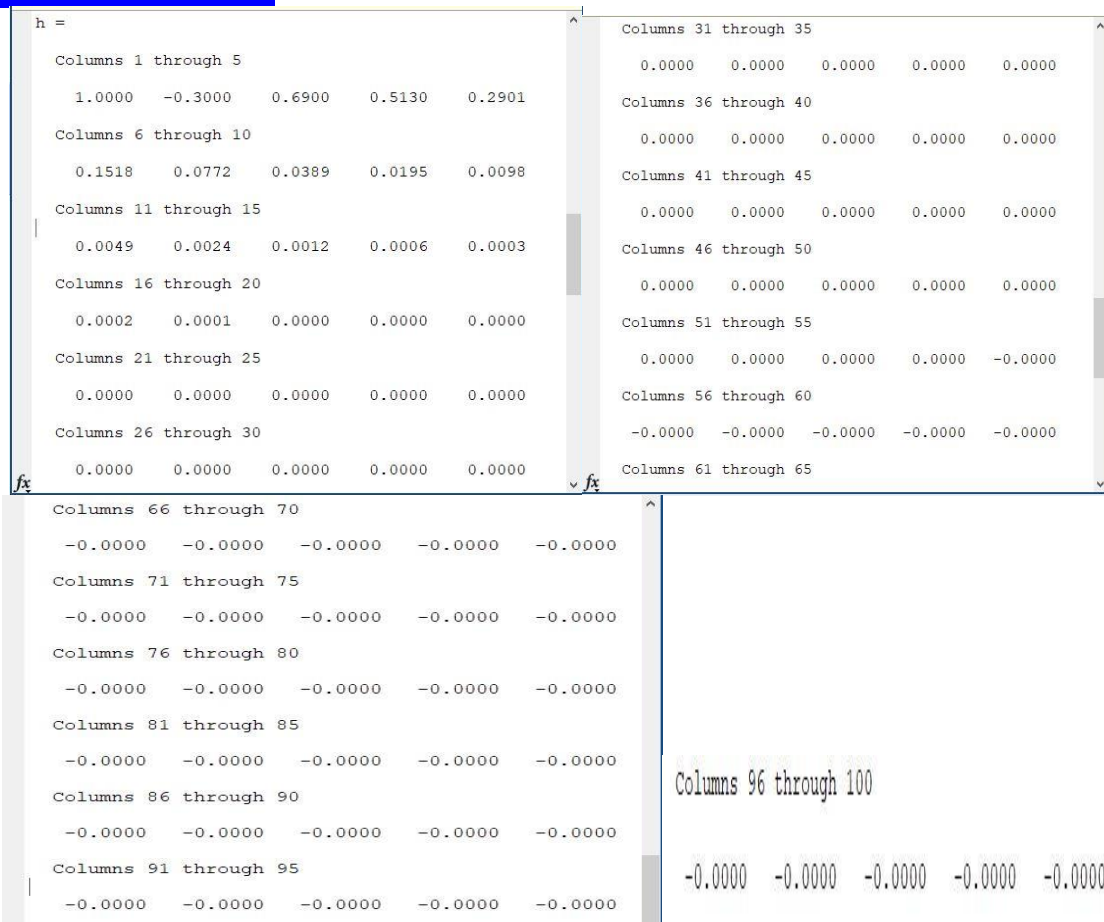 h =
Columns 1 through 5
1.0000 -0.3000 0.6900 0.5130 0.2901
Columns 6 through 10
0.1518 0.0772 0.0389 0.0195 0.0098
Columns 11 through 15
0.0049 0.0024 0.0012 0.0006 0.0003
Columns 16 through 20
0.0002 0.0001 0.0000 0.0000 0.0000
Columns 21 through 25
0.0000 0.0000 0.0000 0.0000 0.0000
Columns 26 through 30
0.0000 0.0000 0.0000 0.0000 0.0000
fx
Columns 31 through 35
0.0000 0.0000 0.0000 0.0000 0.0000
Columns 36 through 40
0.0000 0.0000 0.0000 0.0000 0.0000
Columns 41 through 45
0.0000 0.0000 0.0000 0.0000 0.0000
Columns 46 through 50
0.0000 0.0000 0.0000 0.0000 0.0000
Columns 51 through 55
0.0000 0.0000 0.0000 0.0000 -0.0000
Columns 56 through 60
-0.0000 -0.0000 -0.0000 -0.0000 -0.0000
Columns 61 through 65
fx
Columns 66 through 70
-0.0000 -0.0000 -0.0000 -0.0000 -0.0000
Columns 71 through 75
-0.0000 -0.0000 -0.0000 -0.0000 -0.0000
Columns 76 through 80
-0.0000 -0.0000 -0.0000 -0.0000 -0.0000
Columns 81 through 85
-0.0000 -0.0000 -0.0000 -0.0000 -0.0000
Columns 86 through 90
-0.0000 -0.0000 -0.0000 -0.0000 -0.0000
Columns 91 through 95
-0.0000 -0.0000 -0.0000 -0.0000 -0.0000
Columns 96 through 100
-0.0000 -0.0000 -0.0000 -0.0000 -0.0000